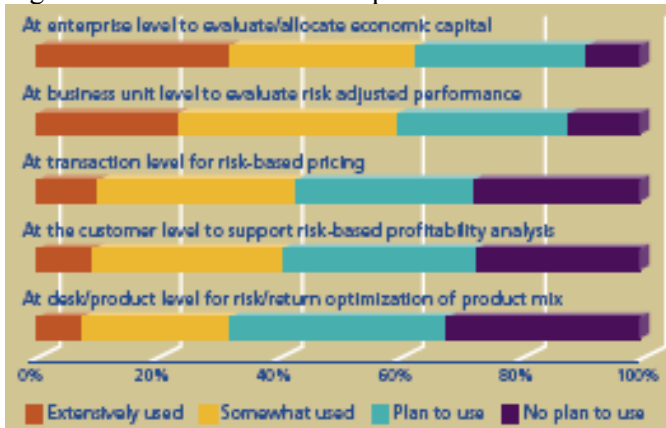 At enterprise level to evaluate/allocate economic capital
At business unit level to evaluate risk adjusted performance
At transaction level for risk-based pricing
At the customer level to support risk-based profitability analysis
At desk/product level for risk/return optimization of product mix
0% 20% 40% 60% 80% 100%
Extensively used Somewhat used Plan to use No plan to use